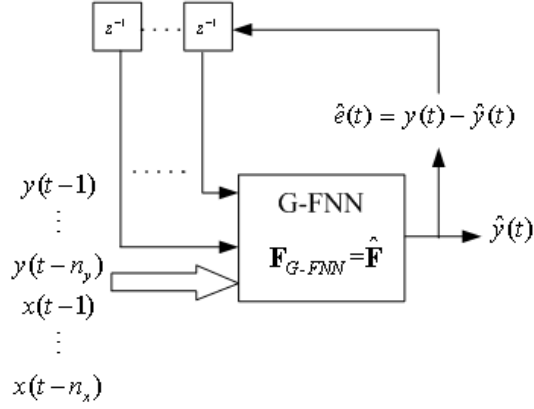 z⁻¹ ..... z⁻¹
ê(t) = y(t) − ŷ(t)
.....
y(t−1)
⋮
y(t−n_y)
x(t−1)
⋮
x(t−n_x)
G-FNN
F_{G-FNN} = F̂
ŷ(t)